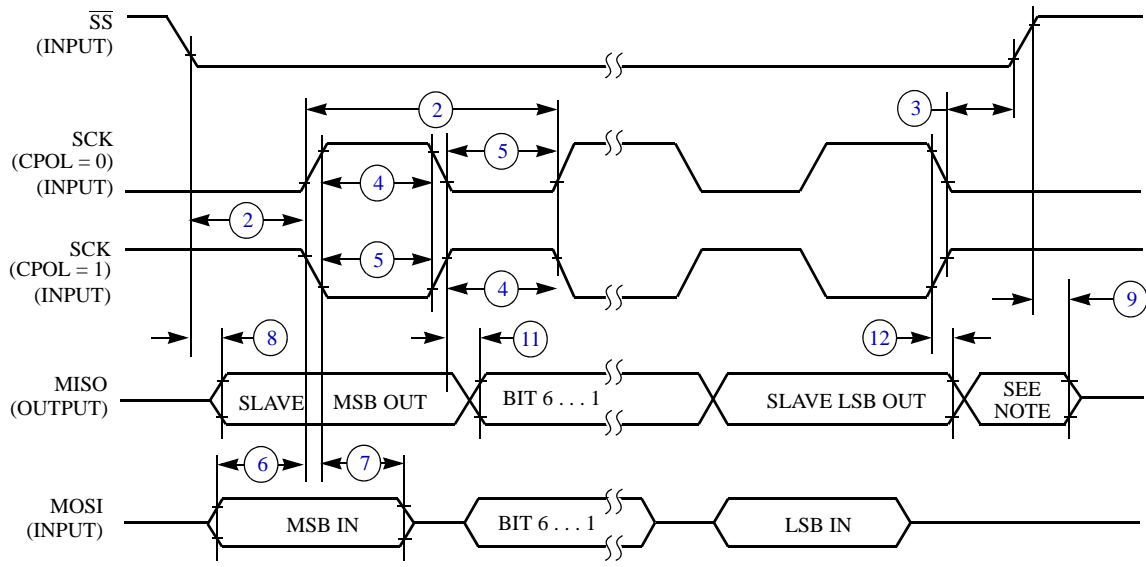 SS
(INPUT)
2
3
SCK
(CPOL = 0)
(INPUT)
5
4
2
SCK
(CPOL = 1)
(INPUT)
5
4
9
8
11
12
MISO
(OUTPUT)
SLAVE MSB OUT
BIT 6 . . . 1
SLAVE LSB OUT
SEE
NOTE
6
7
MOSI
(INPUT)
MSB IN
BIT 6 . . . 1
LSB IN